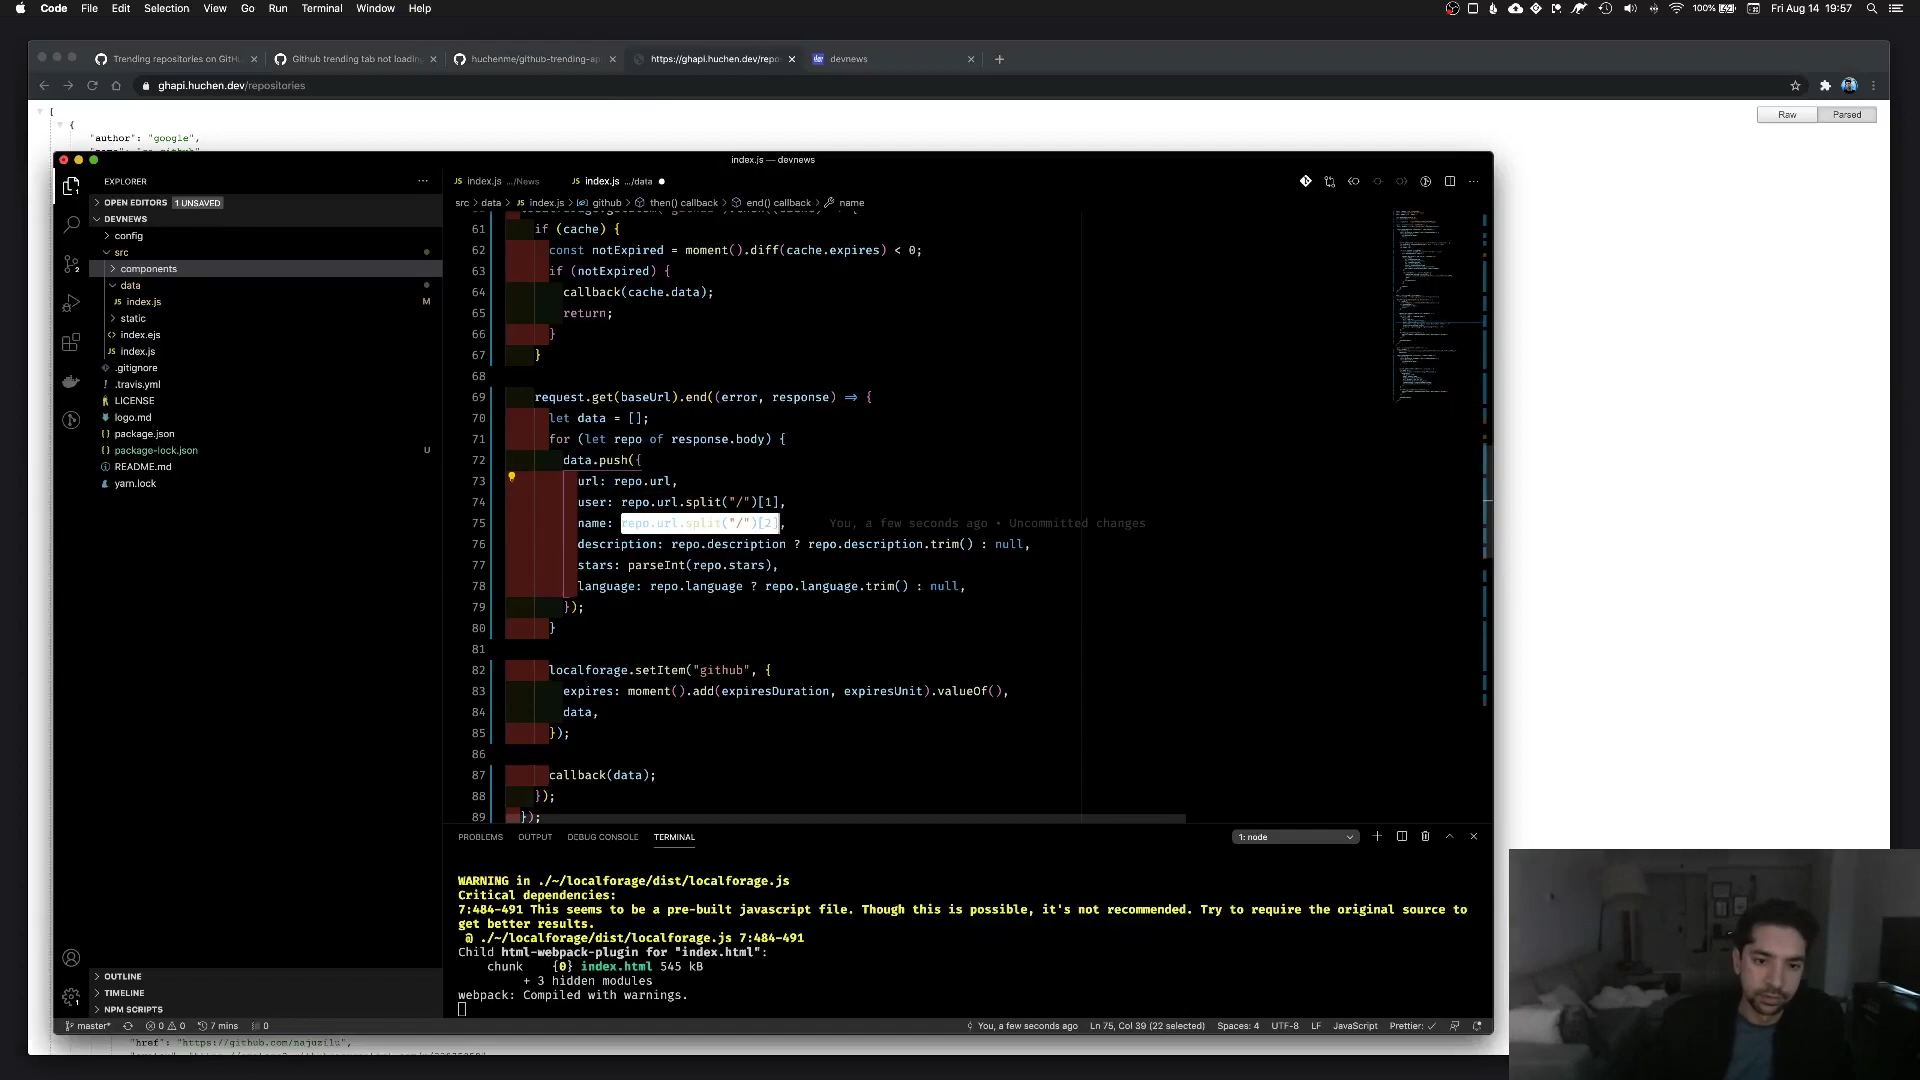 Code File Edit Selection View Go Run Terminal Window Help
100% Fri Aug 14 19:57
Trending repositories on GitHu
Github trending tab not loading
huchenme/github-trending-ap
https://ghapi.huchen.dev/repos
devnews
ghapi.huchen.dev/repositories
[
Raw Parsed
{
"author": "google",
index.js — devnews
EXPLORER
index.js .../News
index.js .../data
OPEN EDITORS 1 UNSAVED
src > data > JS index.js > github > then() callback > end() callback > name
DEVNEWS
config
src
components
data
JS index.js M
static
index.ejs
JS index.js
.gitignore
.travis.yml
LICENSE
logo.md
package.json
package-lock.json U
README.md
yarn.lock
61 if (cache) {
62 const notExpired = moment().diff(cache.expires) < 0;
63 if (notExpired) {
64 callback(cache.data);
65 return;
66 }
67 }
68
69 request.get(baseUrl).end((error, response) => {
70 let data = [];
71 for (let repo of response.body) {
72 data.push({
73 url: repo.url,
74 user: repo.url.split("/")[1],
75 name: repo.url.split("/")[2], You, a few seconds ago • Uncommitted changes
76 description: repo.description ? repo.description.trim() : null,
77 stars: parseInt(repo.stars),
78 language: repo.language ? repo.language.trim() : null,
79 });
80 }
81
82 localforage.setItem("github", {
83 expires: moment().add(expiresDuration, expiresUnit).valueOf(),
84 data,
85 });
86
87 callback(data);
88 });
89 });
PROBLEMS OUTPUT DEBUG CONSOLE TERMINAL
1: node
WARNING in ./~/localforage/dist/localforage.js
Critical dependencies:
7:484-491 This seems to be a pre-built javascript file. Though this is possible, it's not recommended. Try to require the original source to
get better results.
@ ./~/localforage/dist/localforage.js 7:484-491
Child html-webpack-plugin for "index.html":
chunk {0} index.html 545 kB
+ 3 hidden modules
webpack: Compiled with warnings.
OUTLINE
TIMELINE
NPM SCRIPTS
master* 0 0 7 mins 0
You, a few seconds ago Ln 75, Col 39 (22 selected) Spaces: 4 UTF-8 LF JavaScript Prettier: ✓
"href": "https://github.com/najuzilu",